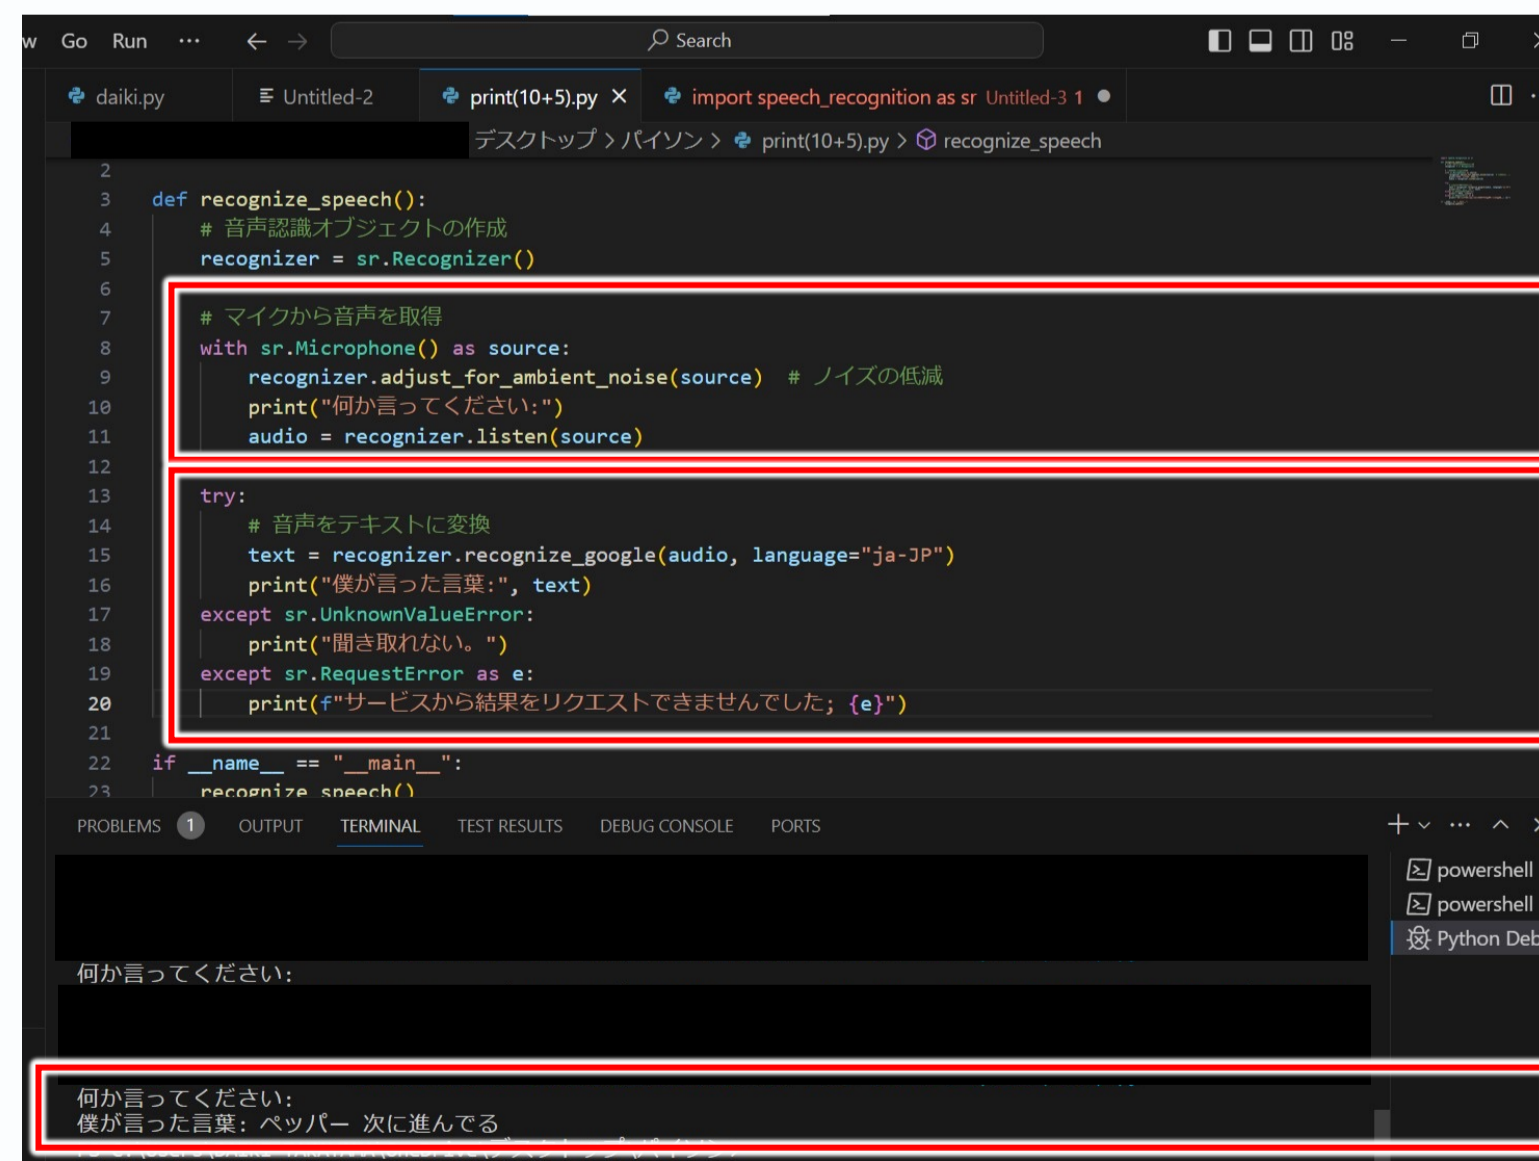 w Go Run ··· ← → Search
daiki.py Untitled-2 print(10+5).py × import speech_recognition as sr Untitled-3 1 ●
デスクトップ > パイソン > print(10+5).py > recognize_speech
2
3 def recognize_speech():
4 # 音声認識オブジェクトの作成
5 recognizer = sr.Recognizer()
6
7 # マイクから音声を取得
8 with sr.Microphone() as source:
9 recognizer.adjust_for_ambient_noise(source) # ノイズの低減
10 print("何か言ってください:")
11 audio = recognizer.listen(source)
12
13 try:
14 # 音声をテキストに変換
15 text = recognizer.recognize_google(audio, language="ja-JP")
16 print("僕が言った言葉:", text)
17 except sr.UnknownValueError:
18 print("聞き取れない。")
19 except sr.RequestError as e:
20 print(f"サービスから結果をリクエストできませんでした; {e}")
21
22 if __name__ == "__main__":
23 recognize_speech()
PROBLEMS 1 OUTPUT TERMINAL TEST RESULTS DEBUG CONSOLE PORTS
powershell
powershell
Python Deb
何か言ってください:
何か言ってください:
僕が言った言葉: ペッパー 次に進んでる